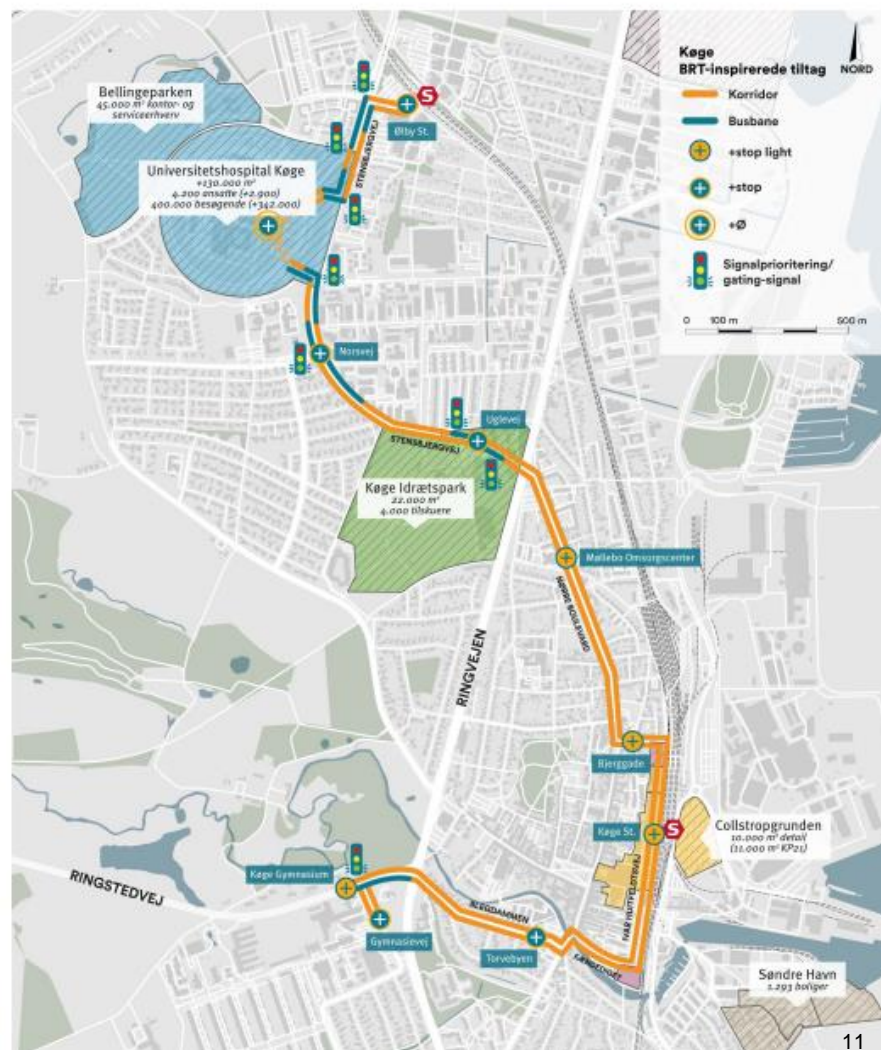 Køge
BRT-inspirerede tiltag
NORD
Korridor
Busbane
+stop light
+stop
+Ø
Signalprioritering/
gating-signal
0 100 m 500 m
Bellingeparken
45.000 m² kontor- og
serviceerhverv
S
Ølby St.
STENSBJERGVEJ
Universitetshospital Køge
+130.000 m²
4.200 ansatte (+2.900)
400.000 besøgende (+342.000)
Norsvej
Uglevej
STENSBJERGVEJ
Køge Idrætspark
22.000 m²
4.000 tilskuere
Møllebo Omsorgscenter
NØRRE BOULEVARD
RINGVEJEN
Bjerggade
Køge St.
S
Collstropgrunden
10.000 m² detail
(11.000 m² KP21)
IVAR HUITFELDTSVEJ
RINGSTEDVEJ
Køge Gymnasium
Gymnasievej
BLEGDAMMEN
Torvebyen
FÆNDEDIGET
Søndre Havn
1.293 boliger
11